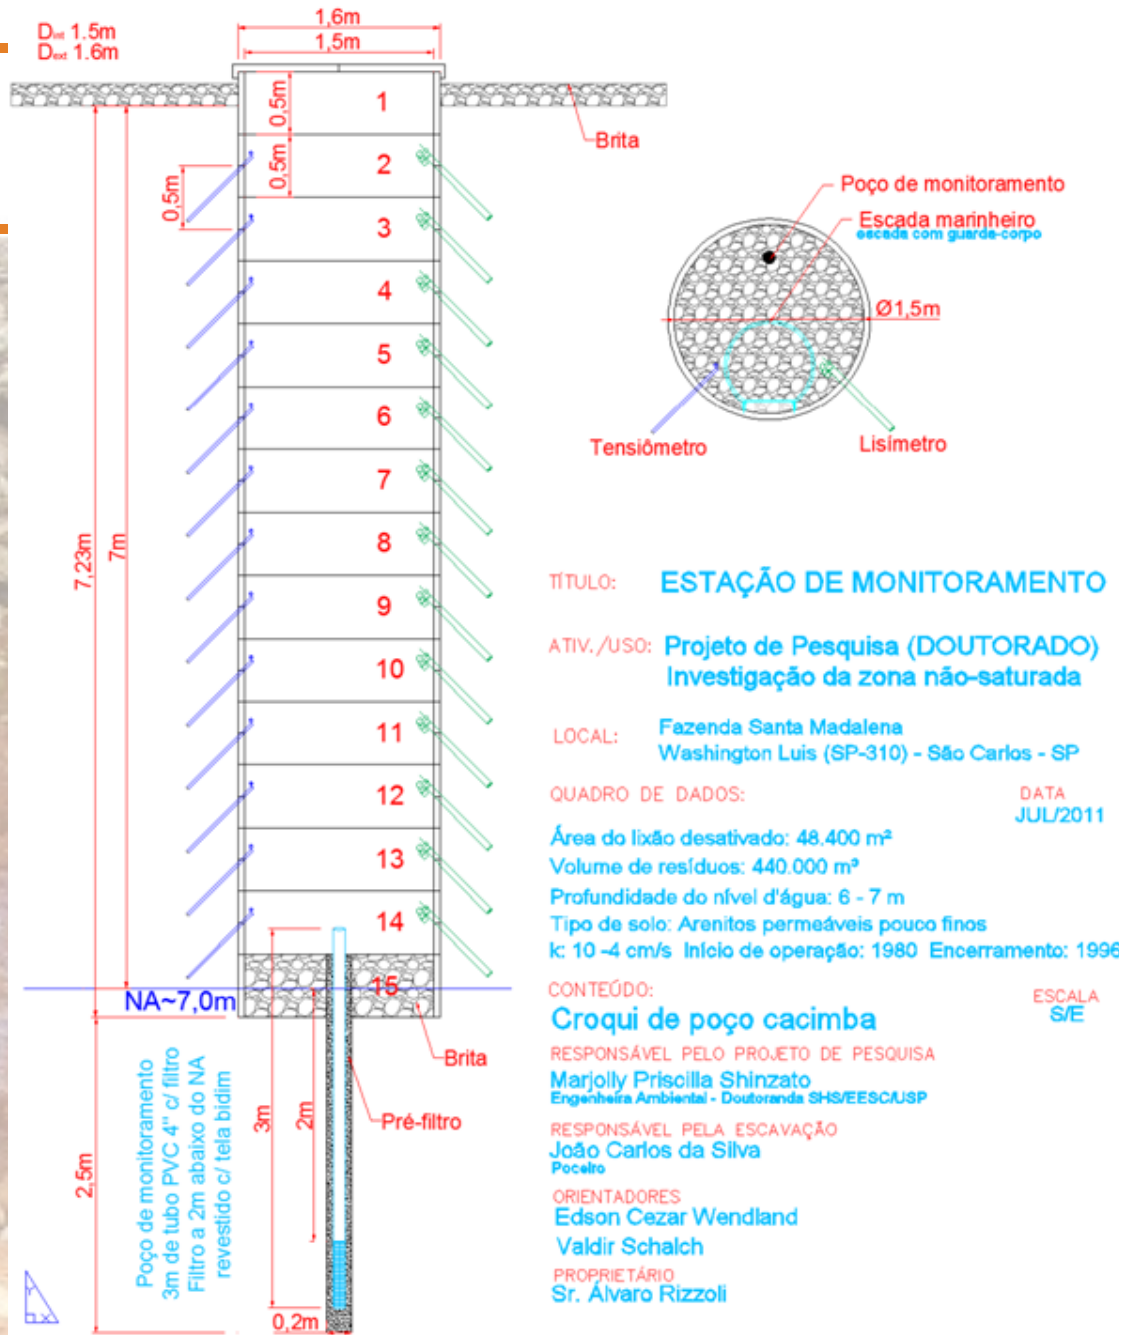 Dint 1.5m
Dext 1.6m
1,6m
1,5m
0,5m
0,5m
0,5m
1
2
3
4
5
6
7
8
9
10
11
12
13
14
15
Brita
7,23m
7m
NA~7,0m
Brita
Pré-filtro
3m
2m
2,5m
0,2m
Poço de monitoramento
3m de tubo PVC 4" c/ filtro
Filtro a 2m abaixo do NA
revestido c/ tela bidim
Poço de monitoramento
Escada marinheiro
escada com guarda-corpo
Ø1,5m
Tensiômetro
Lisímetro
TÍTULO: ESTAÇÃO DE MONITORAMENTO
ATIV./USO: Projeto de Pesquisa (DOUTORADO)
Investigação da zona não-saturada
LOCAL: Fazenda Santa Madalena
Washington Luis (SP-310) - São Carlos - SP
QUADRO DE DADOS:
DATA
JUL/2011
Área do lixão desativado: 48.400 m²
Volume de resíduos: 440.000 m³
Profundidade do nível d'água: 6 - 7 m
Tipo de solo: Arenitos permeáveis pouco finos
k: 10 -4 cm/s Início de operação: 1980 Encerramento: 1996
CONTEÚDO:
Croqui de poço cacimba
ESCALA
S/E
RESPONSÁVEL PELO PROJETO DE PESQUISA
Marjolly Priscilla Shinzato
Engenheira Ambiental - Doutoranda SHS/EESC/USP
RESPONSÁVEL PELA ESCAVAÇÃO
João Carlos da Silva
Poceiro
ORIENTADORES
Edson Cezar Wendland
Valdir Schalch
PROPRIETÁRIO
Sr. Álvaro Rizzoli